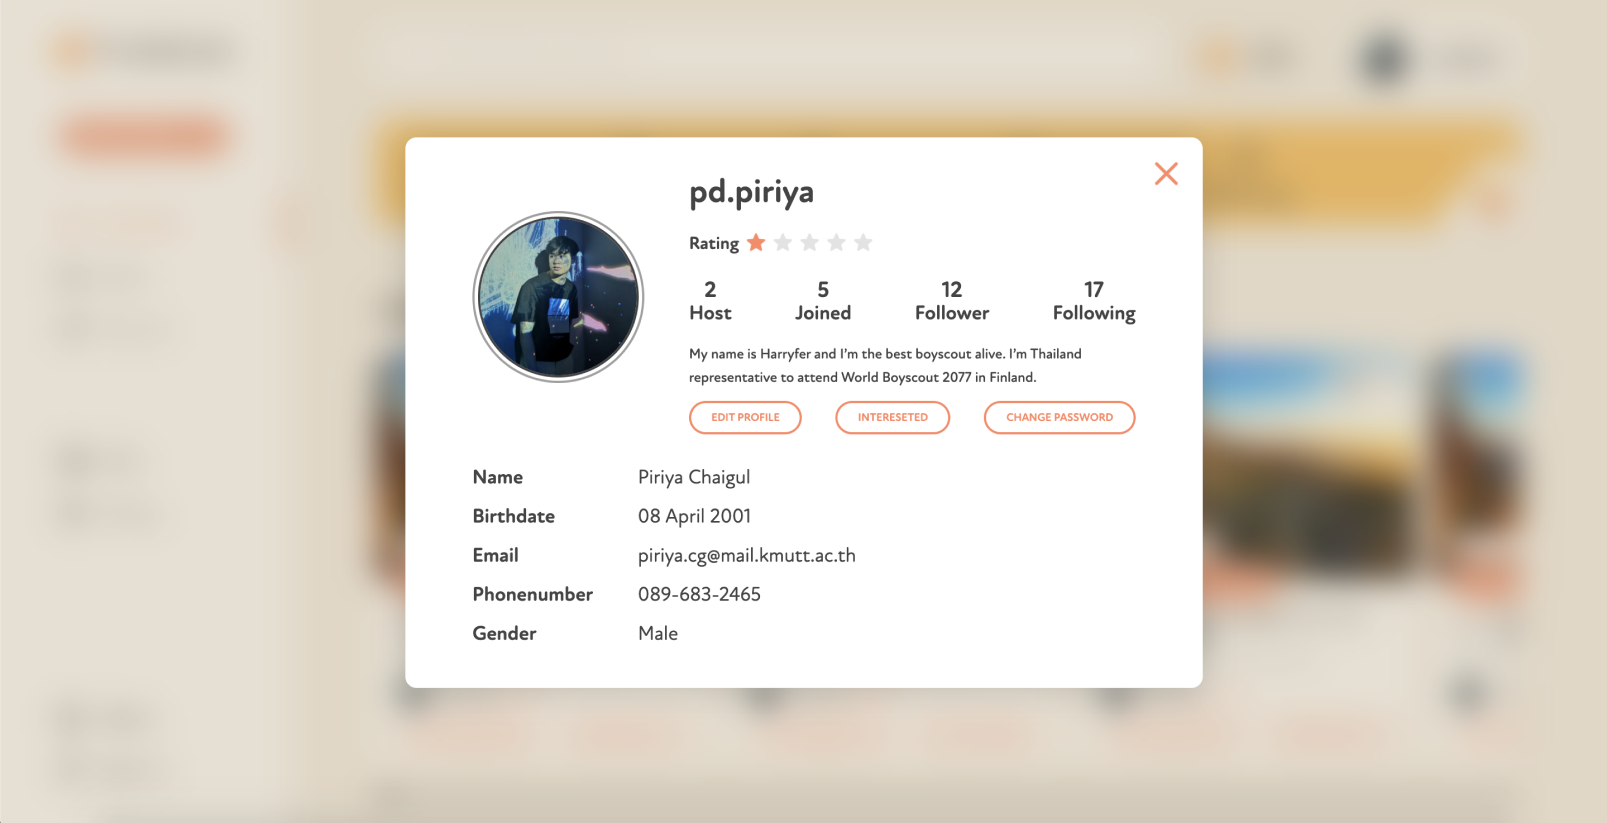 pd.piriya
Rating
2 5 12 17
Host Joined Follower Following
My name is Harryfer and I'm the best boyscout alive. I'm Thailand
representative to attend World Boyscout 2077 in Finland.
EDIT PROFILE INTERESETED CHANGE PASSWORD
Name Piriya Chaigul
Birthdate 08 April 2001
Email piriya.cg@mail.kmutt.ac.th
Phonenumber 089-683-2465
Gender Male